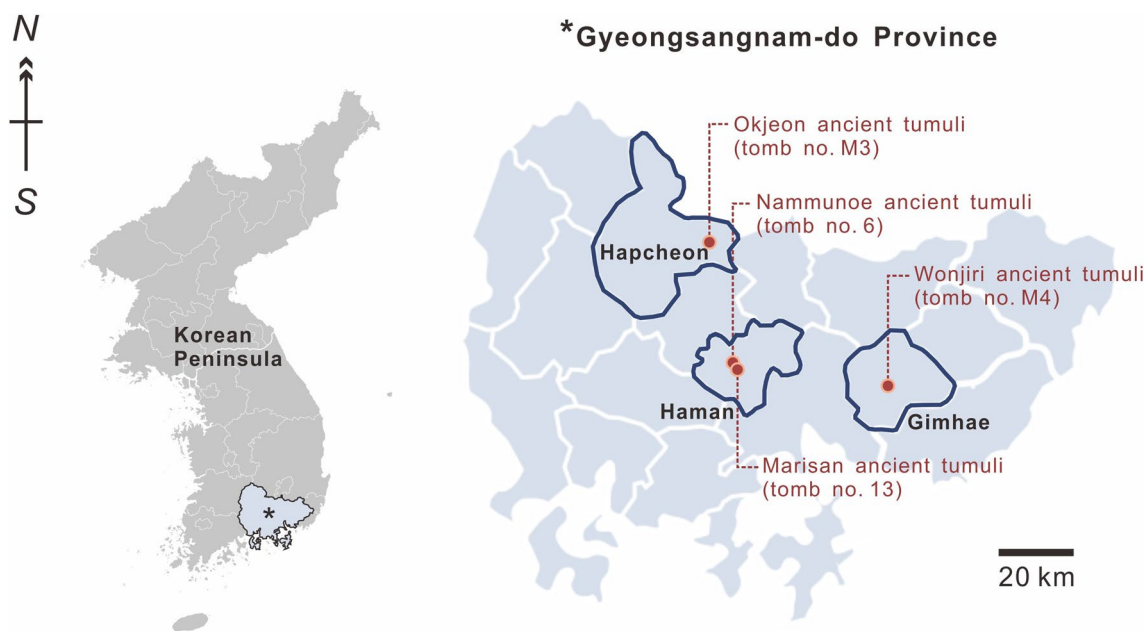 N
S
*Gyeongsangnam-do Province
Okjeon ancient tumuli
(tomb no. M3)
Nammunoe ancient tumuli
(tomb no. 6)
Hapcheon
Wonjiri ancient tumuli
(tomb no. M4)
Korean
Peninsula
Haman
Gimhae
Marisan ancient tumuli
(tomb no. 13)
*
20 km